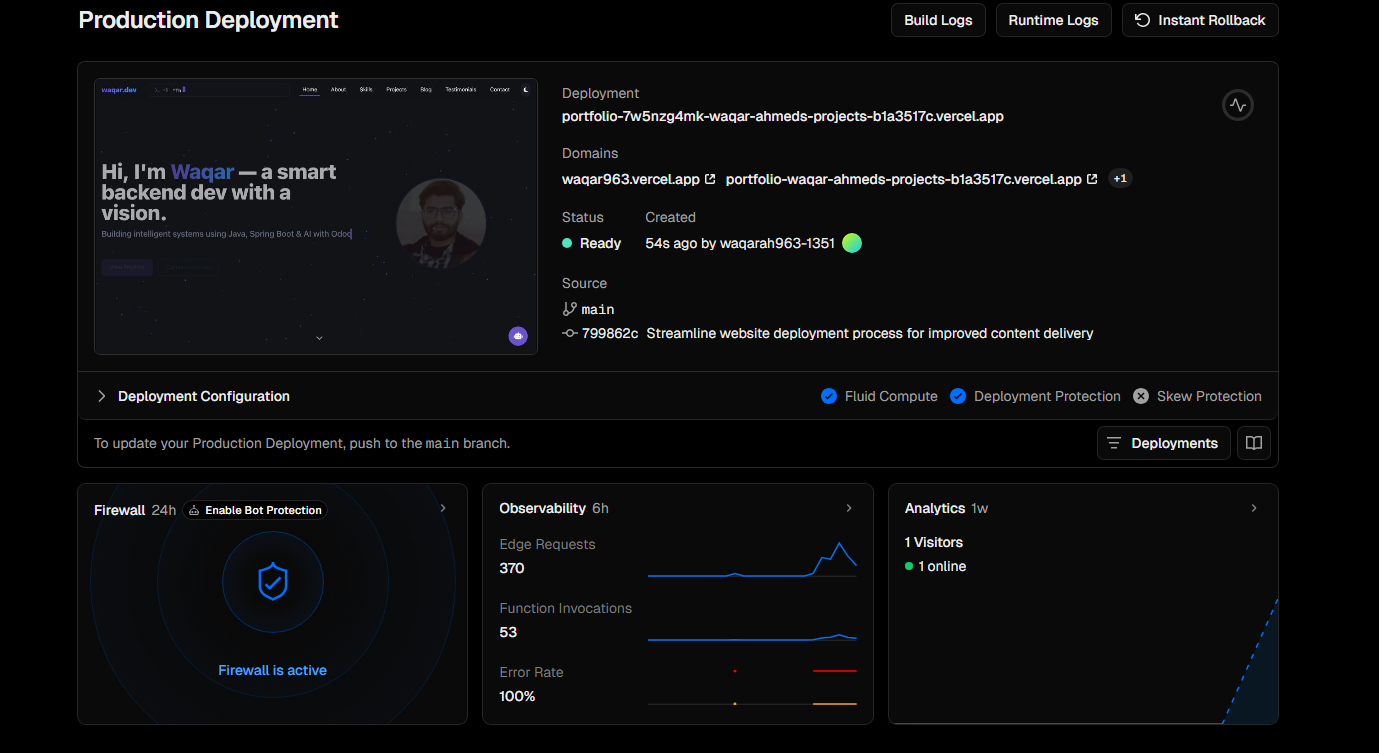 Production Deployment
Build Logs
Runtime Logs
Instant Rollback
waqar.dev
Home About Skills Projects Blog Testimonials Contact
Hi, I'm Waqar — a smart
backend dev with a
vision.
Building intelligent systems using Java, Spring Boot & AI with Odoo
Deployment
portfolio-7w5nzg4mk-waqar-ahmeds-projects-b1a3517c.vercel.app
Domains
waqar963.vercel.app portfolio-waqar-ahmeds-projects-b1a3517c.vercel.app +1
Status Created
Ready 54s ago by waqarah963-1351
Source
main
799862c Streamline website deployment process for improved content delivery
Deployment Configuration
Fluid Compute Deployment Protection Skew Protection
To update your Production Deployment, push to the main branch.
Deployments
Firewall 24h Enable Bot Protection
Firewall is active
Observability 6h
Edge Requests
370
Function Invocations
53
Error Rate
100%
Analytics 1w
1 Visitors
1 online